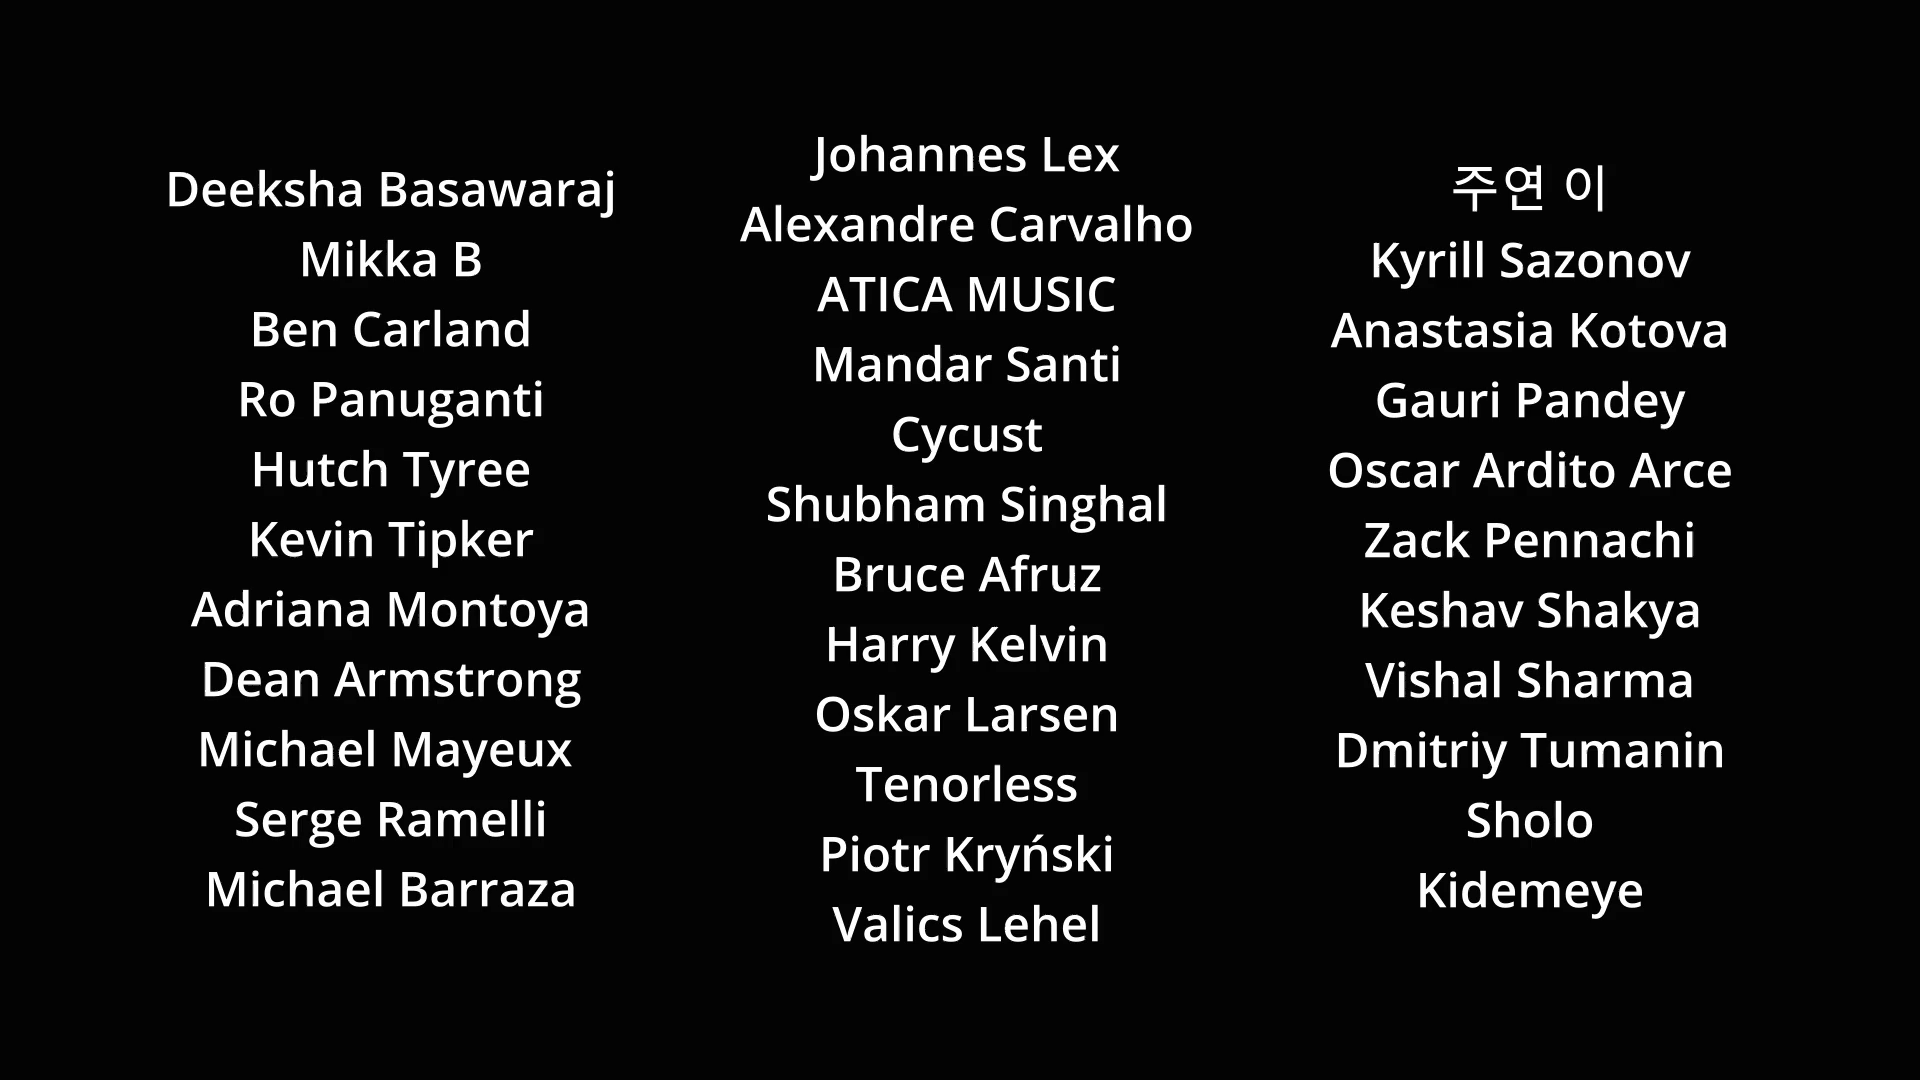 Deeksha Basawaraj
Mikka B
Ben Carland
Ro Panuganti
Hutch Tyree
Kevin Tipker
Adriana Montoya
Dean Armstrong
Michael Mayeux
Serge Ramelli
Michael Barraza
Johannes Lex
Alexandre Carvalho
ATICA MUSIC
Mandar Santi
Cycust
Shubham Singhal
Bruce Afruz
Harry Kelvin
Oskar Larsen
Tenorless
Piotr Kryński
Valics Lehel
주연 이
Kyrill Sazonov
Anastasia Kotova
Gauri Pandey
Oscar Ardito Arce
Zack Pennachi
Keshav Shakya
Vishal Sharma
Dmitriy Tumanin
Sholo
Kidemeye